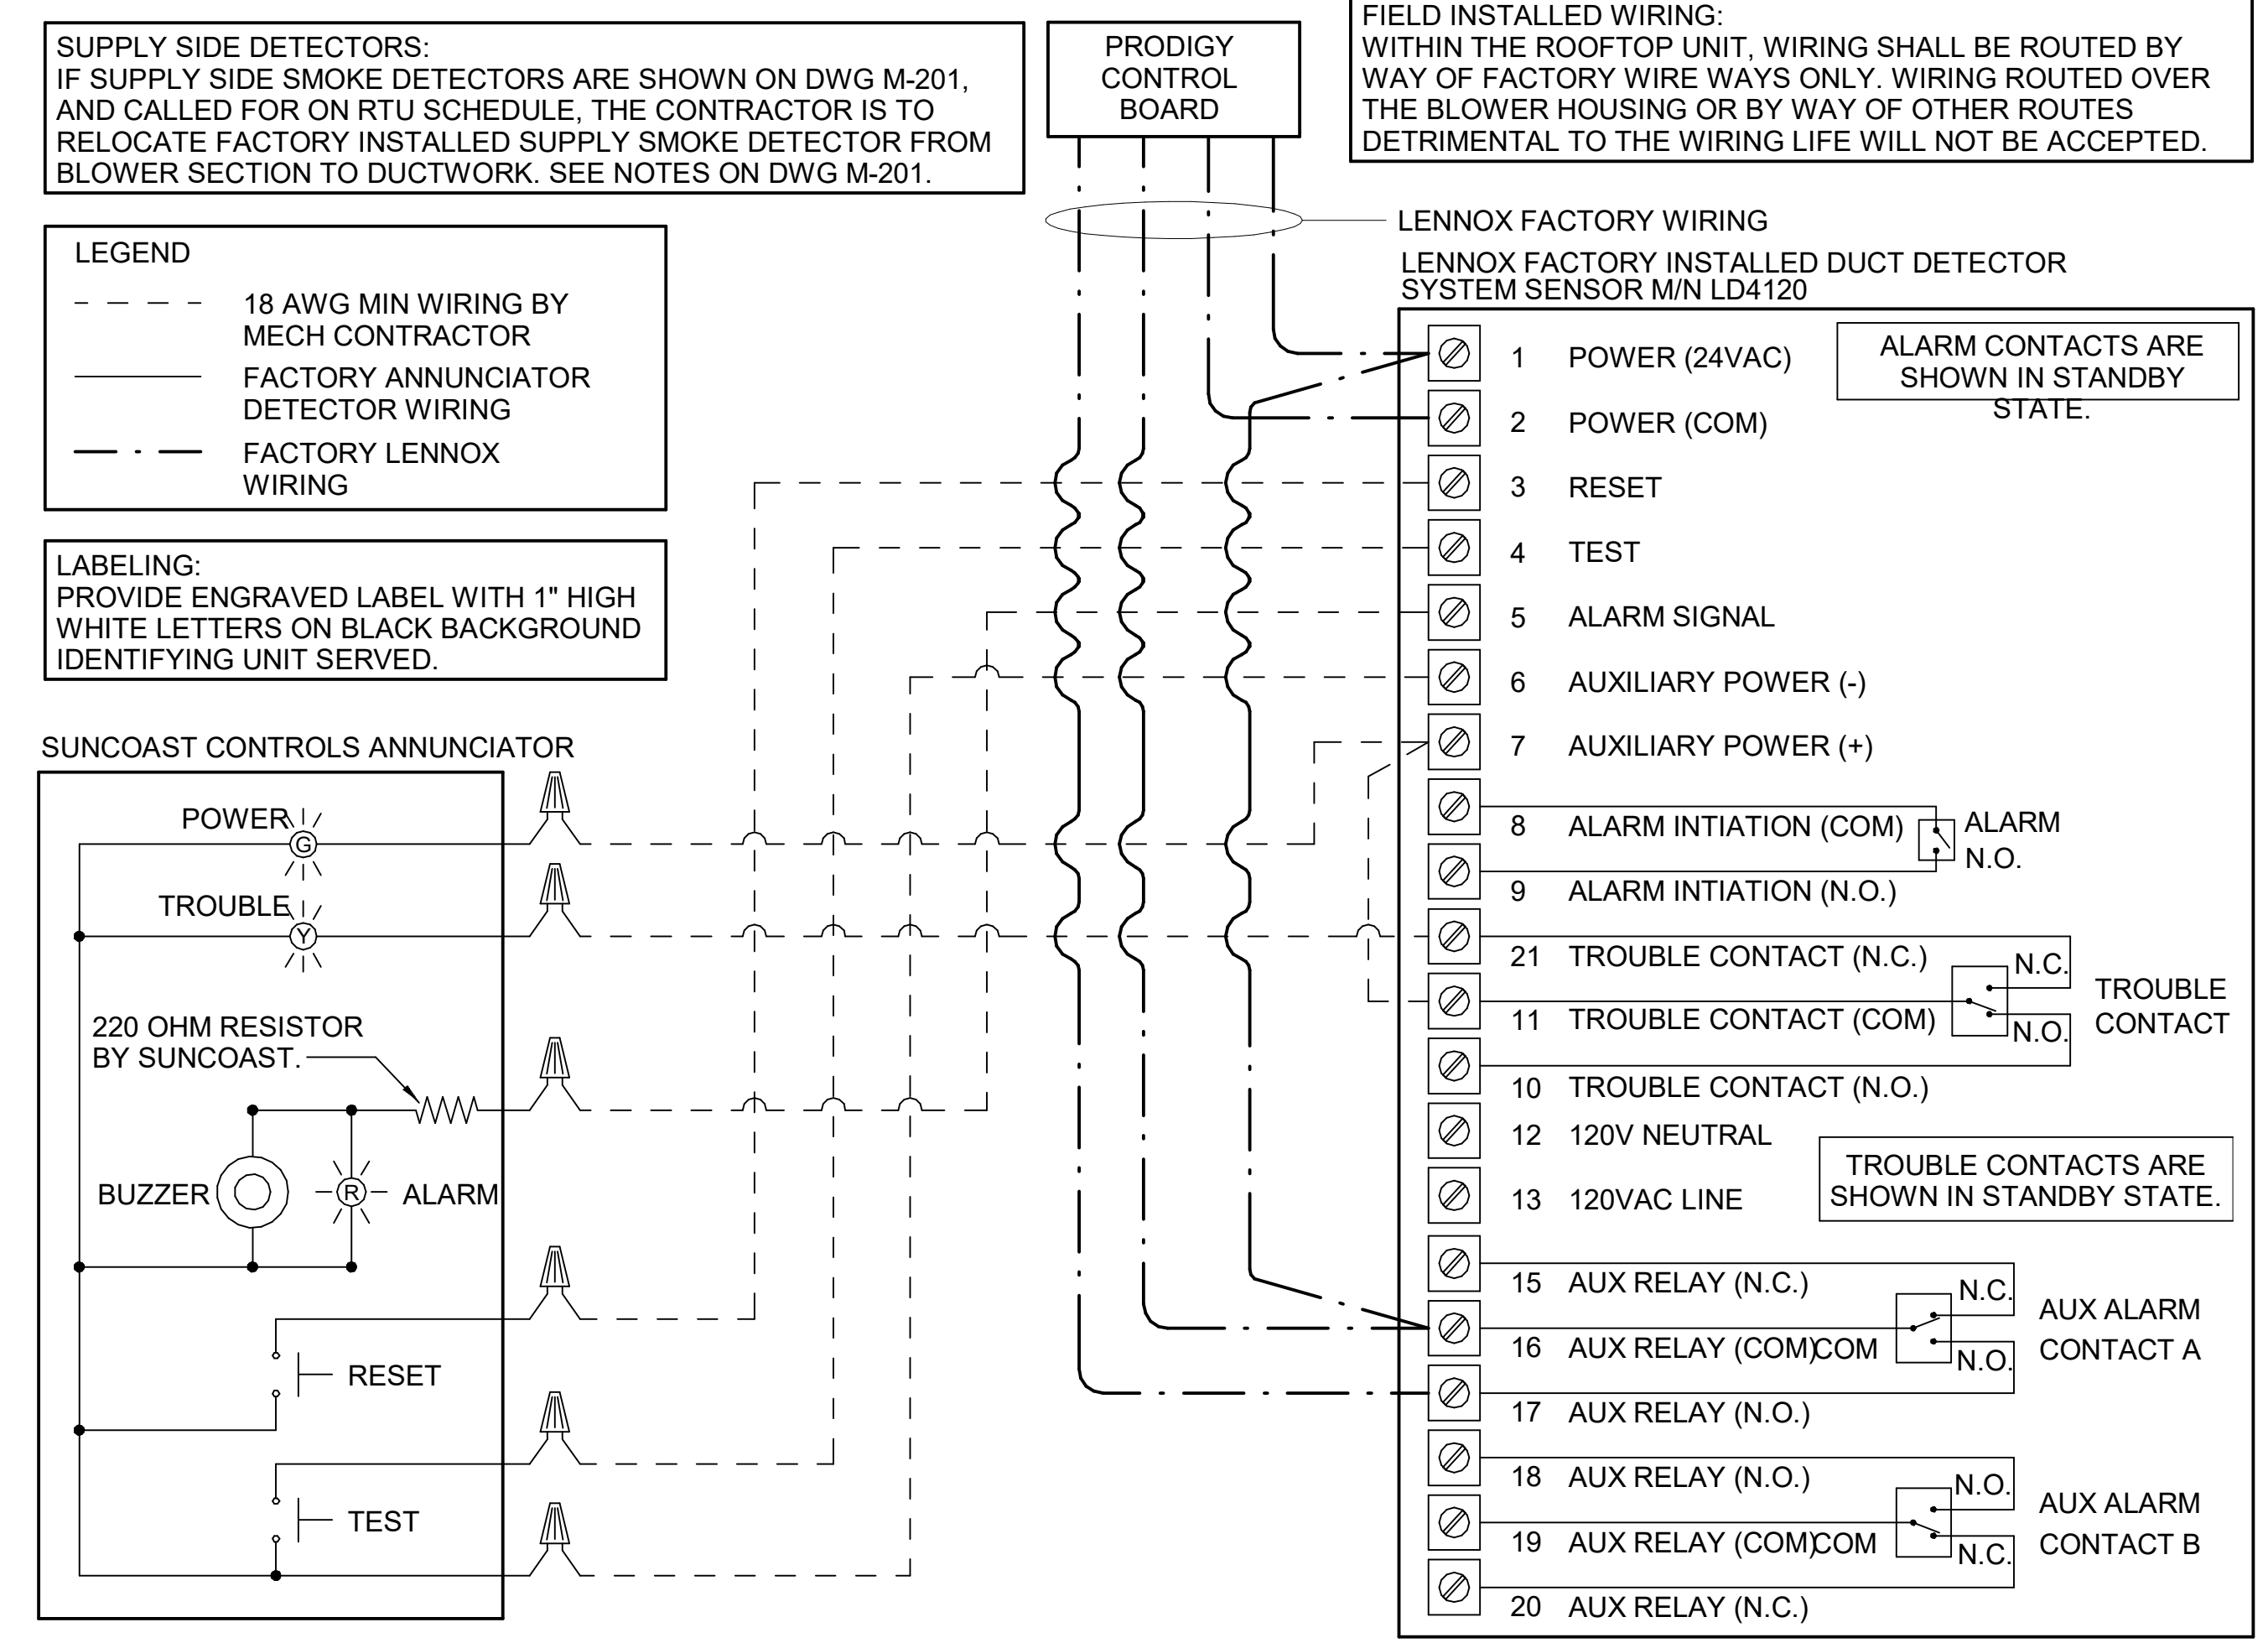 SUPPLY SIDE DETECTORS:
IF SUPPLY SIDE SMOKE DETECTORS ARE SHOWN ON DWG M-201,
AND CALLED FOR ON RTU SCHEDULE, THE CONTRACTOR IS TO
RELOCATE FACTORY INSTALLED SUPPLY SMOKE DETECTOR FROM
BLOWER SECTION TO DUCTWORK. SEE NOTES ON DWG M-201.
PRODIGY
CONTROL
BOARD
FIELD INSTALLED WIRING:
WITHIN THE ROOFTOP UNIT, WIRING SHALL BE ROUTED BY
WAY OF FACTORY WIRE WAYS ONLY. WIRING ROUTED OVER
THE BLOWER HOUSING OR BY WAY OF OTHER ROUTES
DETRIMENTAL TO THE WIRING LIFE WILL NOT BE ACCEPTED.
LENNOX FACTORY WIRING
LEGEND
18 AWG MIN WIRING BY
MECH CONTRACTOR
FACTORY ANNUNCIATOR
DETECTOR WIRING
FACTORY LENNOX
WIRING
LABELING:
PROVIDE ENGRAVED LABEL WITH 1" HIGH
WHITE LETTERS ON BLACK BACKGROUND
IDENTIFYING UNIT SERVED.
SUNCOAST CONTROLS ANNUNCIATOR
POWER
G
TROUBLE
Y
220 OHM RESISTOR
BY SUNCOAST.
BUZZER
R
ALARM
RESET
TEST
LENNOX FACTORY INSTALLED DUCT DETECTOR
SYSTEM SENSOR M/N LD4120
ALARM CONTACTS ARE
SHOWN IN STANDBY
STATE.
1 POWER (24VAC)
2 POWER (COM)
3 RESET
4 TEST
5 ALARM SIGNAL
6 AUXILIARY POWER (-)
7 AUXILIARY POWER (+)
8 ALARM INTIATION (COM)
ALARM
N.O.
9 ALARM INTIATION (N.O.)
21 TROUBLE CONTACT (N.C.)
N.C.
11 TROUBLE CONTACT (COM)
N.O.
TROUBLE
CONTACT
10 TROUBLE CONTACT (N.O.)
12 120V NEUTRAL
13 120VAC LINE
TROUBLE CONTACTS ARE
SHOWN IN STANDBY STATE.
15 AUX RELAY (N.C.)
N.C.
16 AUX RELAY (COM)COM
N.O.
AUX ALARM
CONTACT A
17 AUX RELAY (N.O.)
18 AUX RELAY (N.O.)
N.O.
19 AUX RELAY (COM)COM
N.C.
AUX ALARM
CONTACT B
20 AUX RELAY (N.C.)